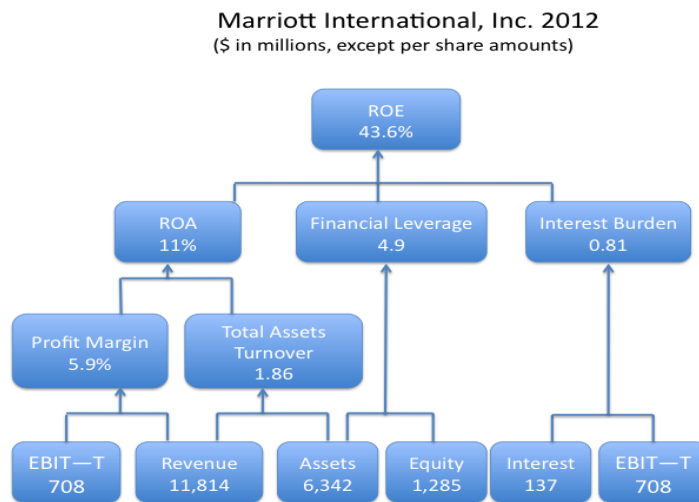 Marriott International, Inc. 2012
($ in millions, except per share amounts)
ROE
43.6%
ROA
11%
Financial Leverage
4.9
Interest Burden
0.81
Profit Margin
5.9%
Total Assets
Turnover
1.86
EBIT—T
708
Revenue
11,814
Assets
6,342
Equity
1,285
Interest
137
EBIT—T
708